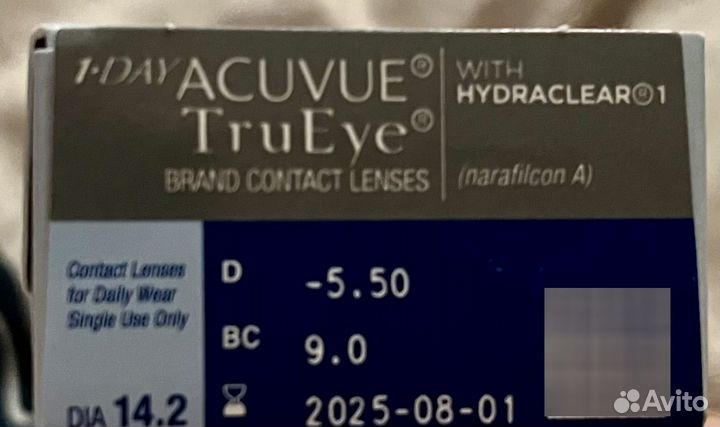 1·DAY ACUVUE®
TruEye®
BRAND CONTACT LENSES
WITH
HYDRACLEAR®1
(narafilcon A)
Contact Lenses
for Daily Wear
Single Use Only
DIA 14.2
D -5.50
BC 9.0
2025-08-01
Avito